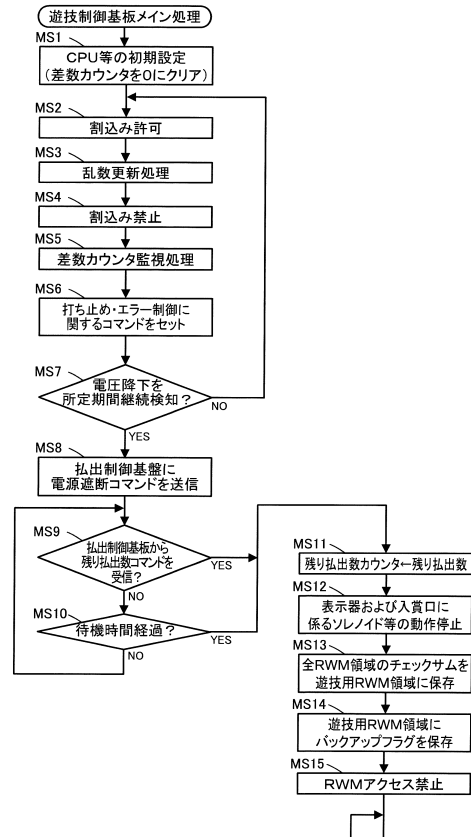 遊技制御基板メイン処理
MS1
CPU等の初期設定
(差数カウンタを0にクリア)
MS2
割込み許可
MS3
乱数更新処理
MS4
割込み禁止
MS5
差数カウンタ監視処理
MS6
打ち止め・エラー制御に
関するコマンドをセット
MS7
電圧降下を
所定期間継続検知？
NO
YES
MS8
払出制御基盤に
電源遮断コマンドを送信
MS9
払出制御基板から
残り払出数コマンドを
受信？
YES
NO
MS10
待機時間経過？
YES
NO
MS11
残り払出数カウンタ←残り払出数
MS12
表示器および入賞口に
係るソレノイド等の動作停止
MS13
全RWM領域のチェックサムを
遊技用RWM領域に保存
MS14
遊技用RWM領域に
バックアップフラグを保存
MS15
RWMアクセス禁止